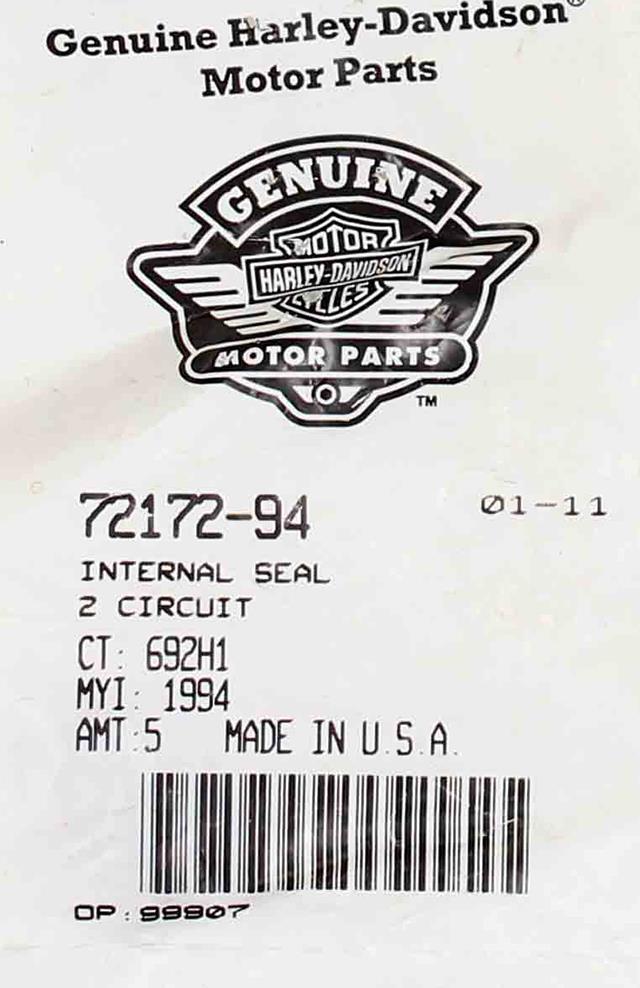 Genuine Harley-Davidson®
Motor Parts
GENUINE
MOTOR
HARLEY-DAVIDSON
CYCLES
MOTOR PARTS
TM
72172-94 01-11
INTERNAL SEAL
2 CIRCUIT
CT: 692H1
MYI: 1994
AMT:5 MADE IN U.S.A.
OP: 99907